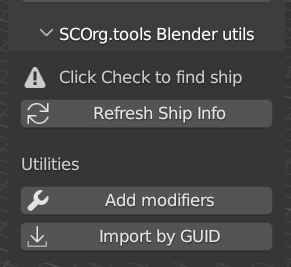 SCOrg.tools Blender utils
Click Check to find ship
Refresh Ship Info
Utilities
Add modifiers
Import by GUID